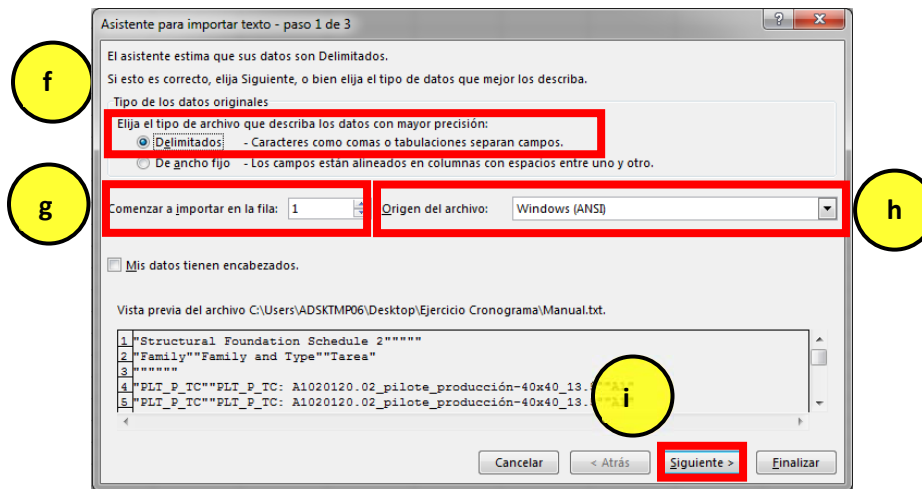 Asistente para importar texto - paso 1 de 3
El asistente estima que sus datos son Delimitados.
f
Si esto es correcto, elija Siguiente, o bien elija el tipo de datos que mejor los describa.
Tipo de los datos originales
Elija el tipo de archivo que describa los datos con mayor precisión:
Delimitados - Caracteres como comas o tabulaciones separan campos.
De ancho fijo - Los campos están alineados en columnas con espacios entre uno y otro.
g
Comenzar a importar en la fila: 1 Origen del archivo: Windows (ANSI)
h
Mis datos tienen encabezados.
Vista previa del archivo C:\Users\ADSKTMP06\Desktop\Ejercicio Cronograma\Manual.txt.
1 "Structural Foundation Schedule 2"""""
2 "Family""Family and Type""Tarea"
3 """"""
4 "PLT_P_TC""PLT_P_TC: A1020120.02_pilote_producción-40x40_13.
5 "PLT_P_TC""PLT_P_TC: A1020120.02_pilote_producción-40x40_13.
i
Cancelar < Atrás Siguiente > Finalizar